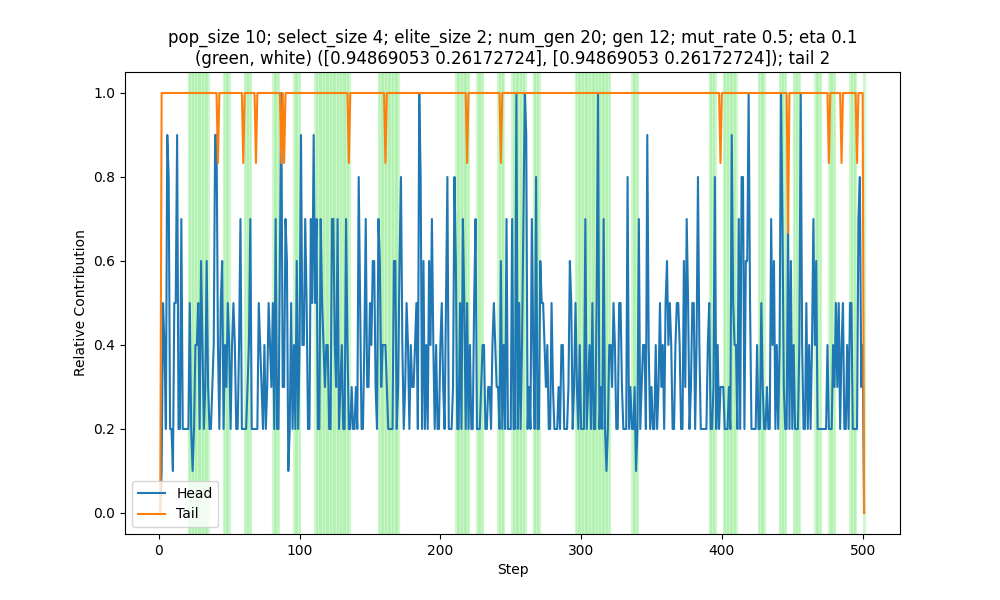 pop_size 10; select_size 4; elite_size 2; num_gen 20; gen 12; mut_rate 0.5; eta 0.1
(green, white) ([0.94869053 0.26172724], [0.94869053 0.26172724]); tail 2
1.0
0.8
0.6
0.4
0.2
0.0
Relative Contribution
Head
Tail
0
100
200
300
400
500
Step